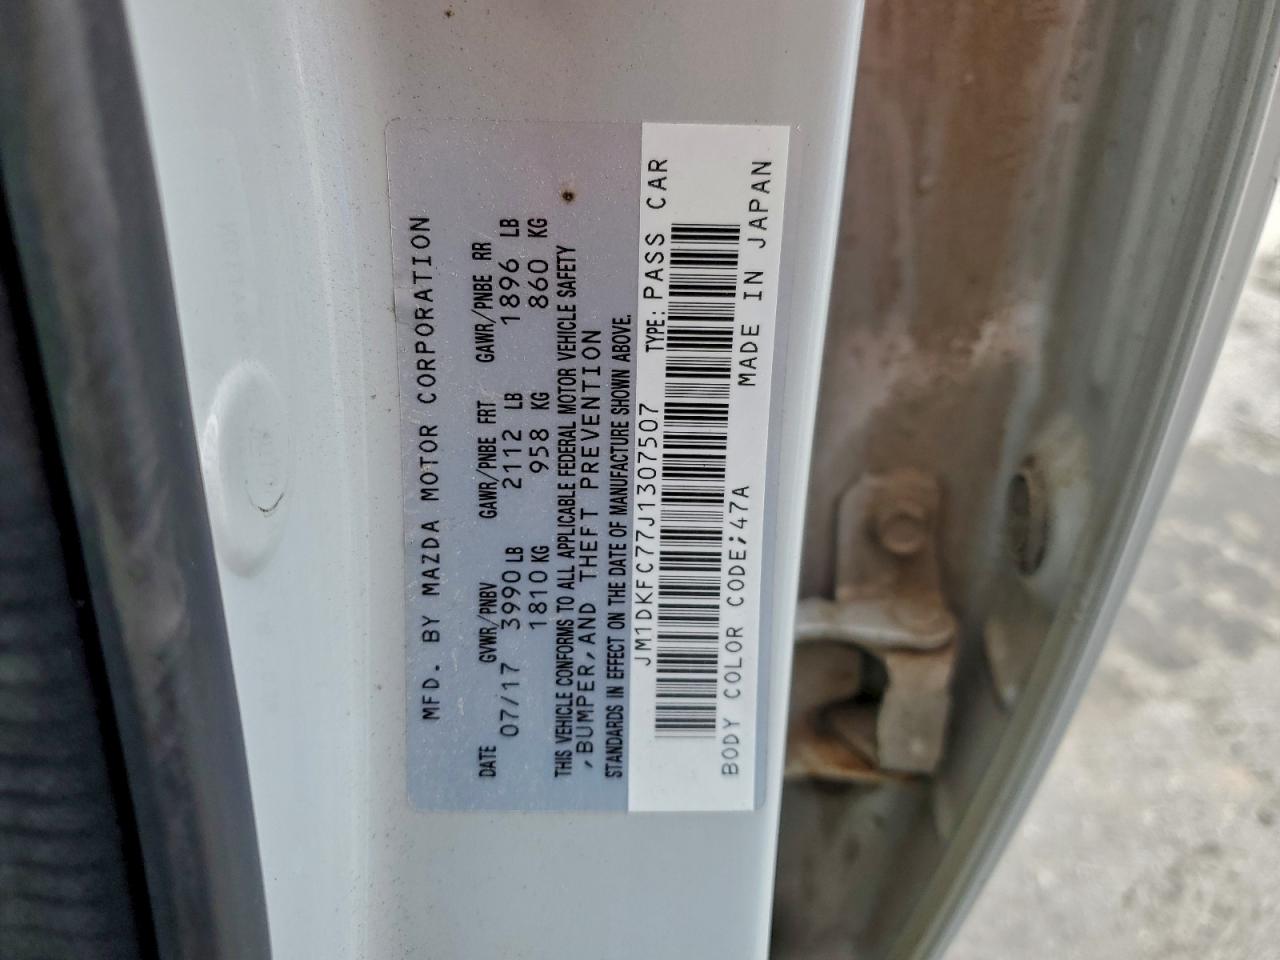 MFD. BY MAZDA MOTOR CORPORATION
DATE GVWR/PNBV GAWR/PNBE FRT GAWR/PNBE RR
07/17 3990 LB 2112 LB 1896 LB
1810 KG 958 KG 860 KG
THIS VEHICLE CONFORMS TO ALL APPLICABLE FEDERAL MOTOR VEHICLE SAFETY
,BUMPER,AND THEFT PREVENTION
STANDARDS IN EFFECT ON THE DATE OF MANUFACTURE SHOWN ABOVE.
JM1DKFC77J1307507 TYPE: PASS CAR
BODY COLOR CODE;47A MADE IN JAPAN